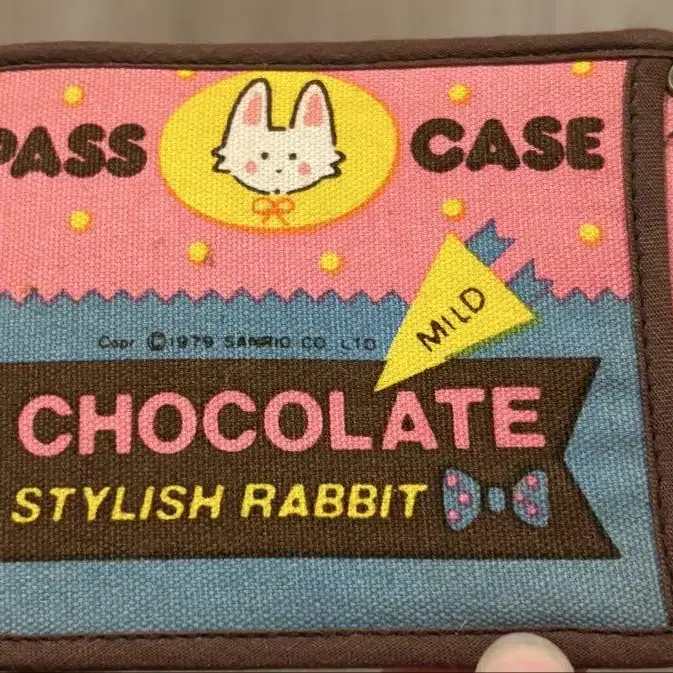 PASS CASE
MILD
Copr ©1979 SANRIO CO LTD
CHOCOLATE
STYLISH RABBIT